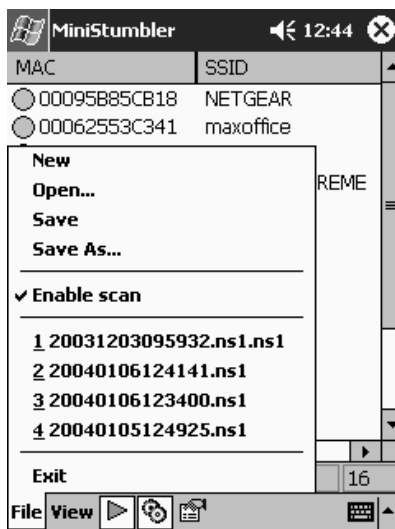 MiniStumbler 12:44
MAC SSID
00095B85CB18 NETGEAR
00062553C341 maxoffice
REME
New
Open...
Save
Save As...
Enable scan
1 20031203095932.ns1.ns1
2 20040106124141.ns1
3 20040106123400.ns1
4 20040105124925.ns1
Exit
16
File View